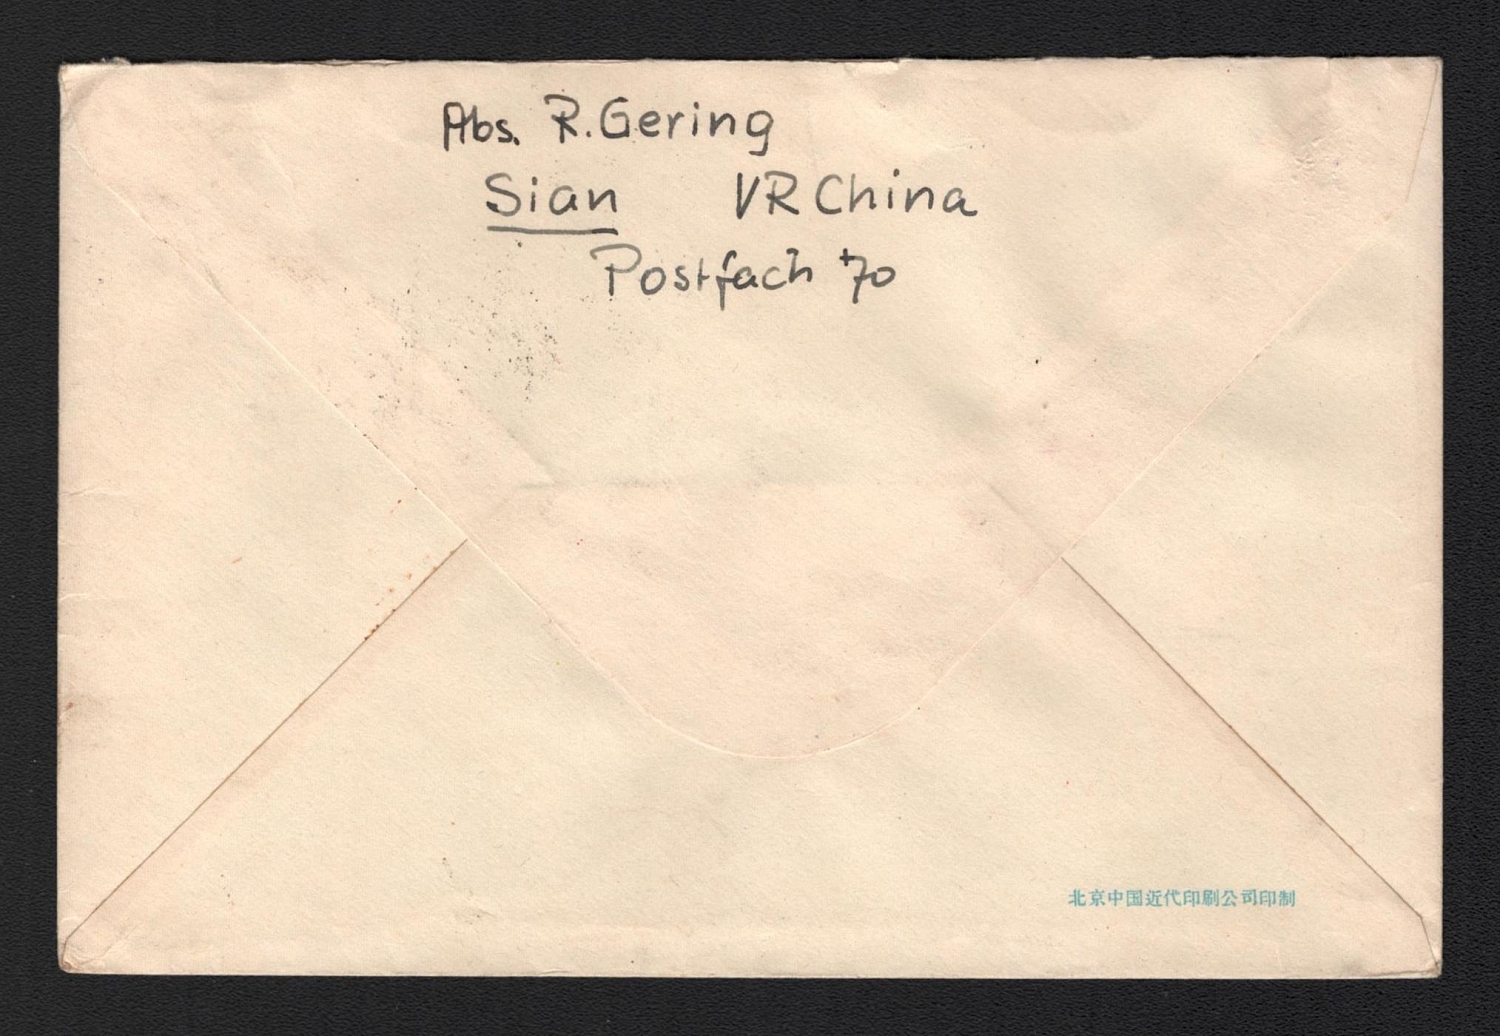 Abs. R. Gering
Sian VR China
Postfach 70
北京中国近代印刷公司印制